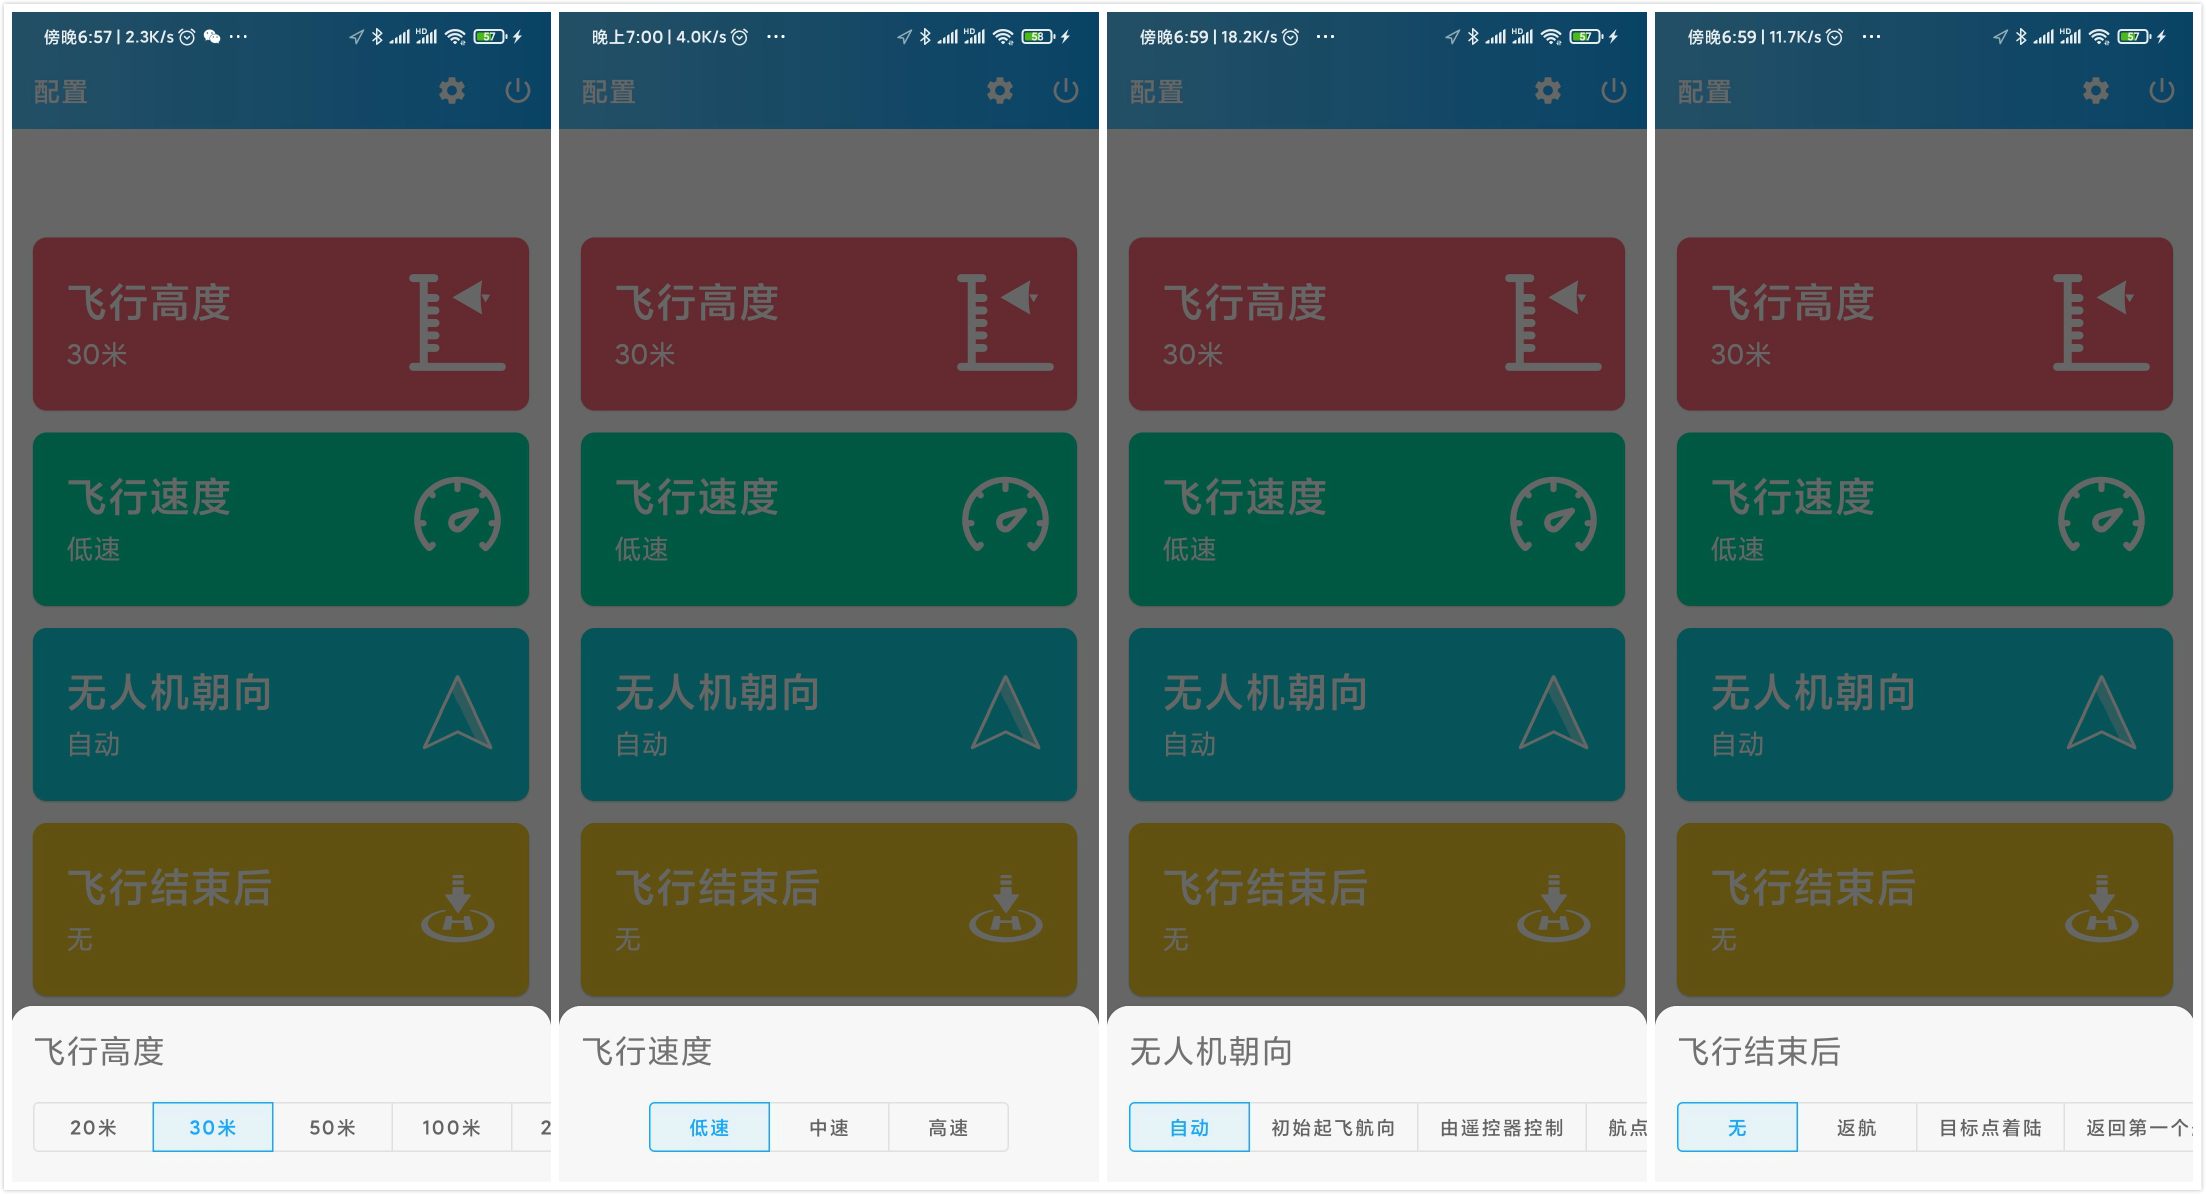 傍晚6:57 | 2.3K/s ··· HD 57
配置
飞行高度
30米
飞行速度
低速
无人机朝向
自动
飞行结束后
无
飞行高度
20米 30米 50米 100米 2
晚上7:00 | 4.0K/s ··· HD 58
配置
飞行高度
30米
飞行速度
低速
无人机朝向
自动
飞行结束后
无
飞行速度
低速 中速 高速
傍晚6:59 | 18.2K/s ··· HD 57
配置
飞行高度
30米
飞行速度
低速
无人机朝向
自动
飞行结束后
无
无人机朝向
自动 初始起飞航向 由遥控器控制 航点
傍晚6:59 | 11.7K/s ··· HD 57
配置
飞行高度
30米
飞行速度
低速
无人机朝向
自动
飞行结束后
无
飞行结束后
无 返航 目标点着陆 返回第一个